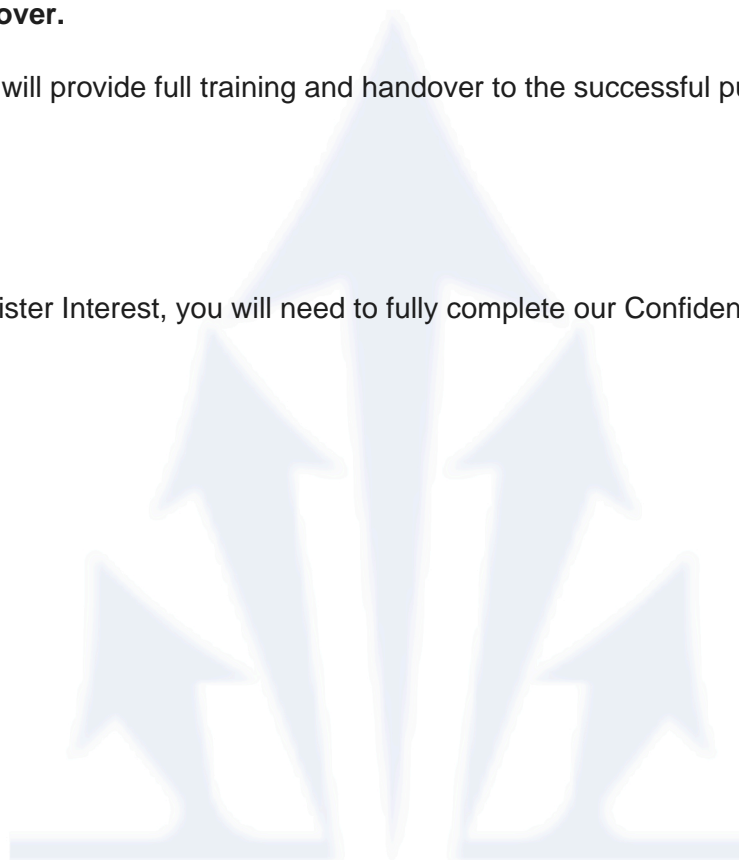 over.
will provide full training and handover to the successful pu
ister Interest, you will need to fully complete our Confiden